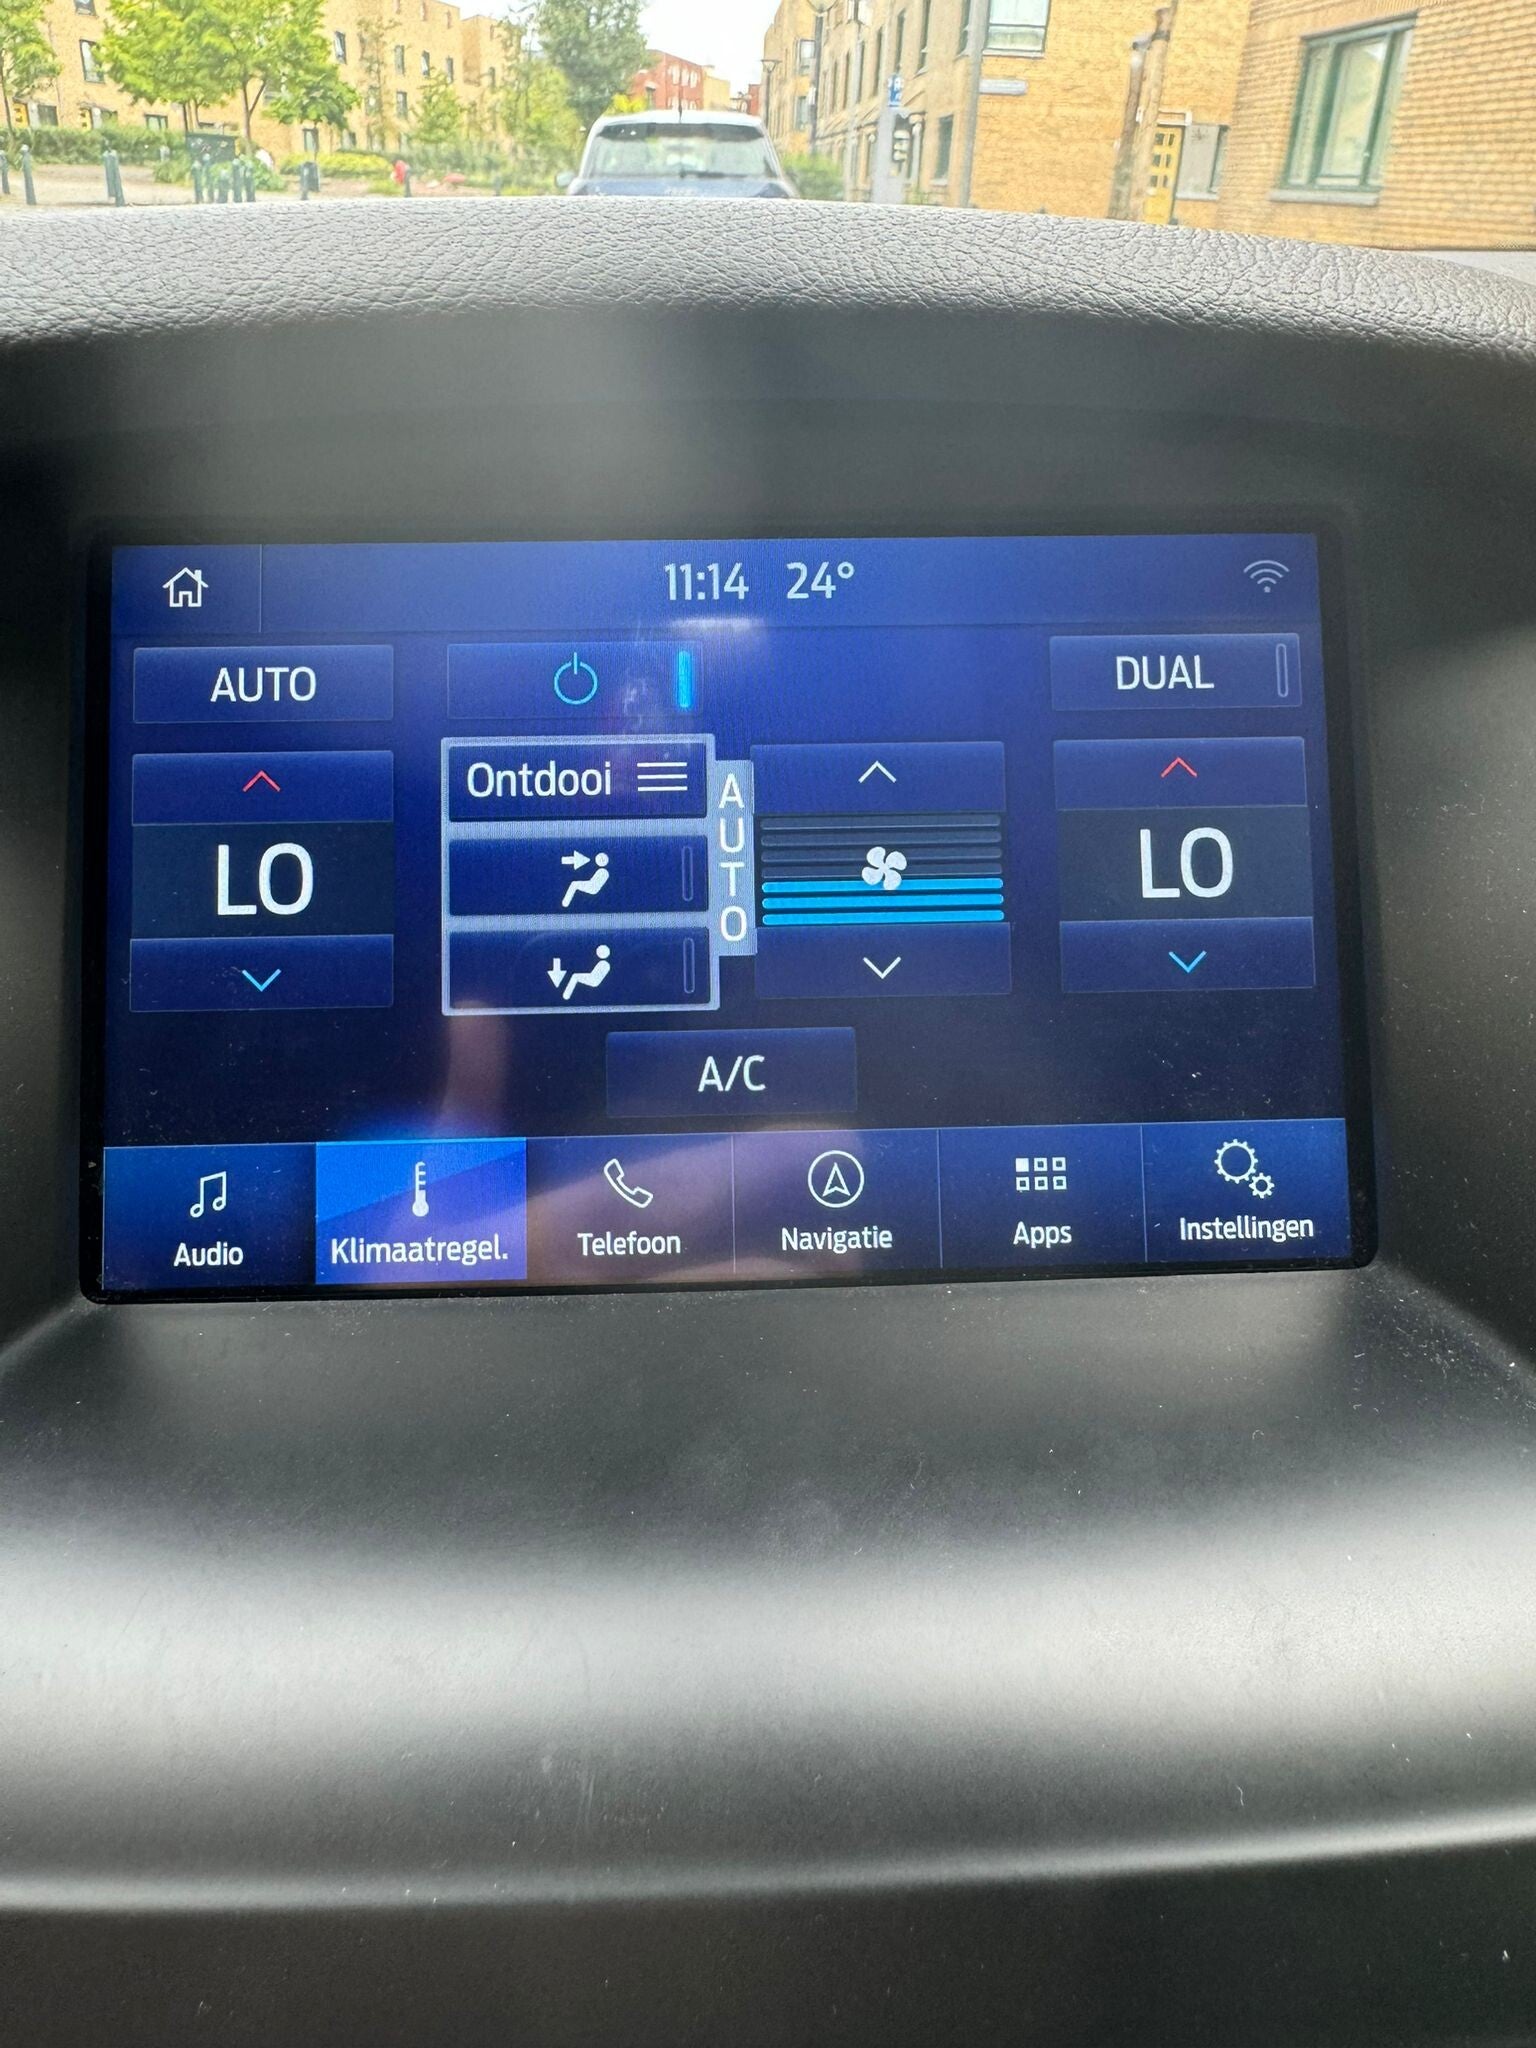 11:14 24°
AUTO
DUAL
Ontdooi
AUTO
LO
LO
A/C
Audio
Klimaatregel.
Telefoon
Navigatie
Apps
Instellingen